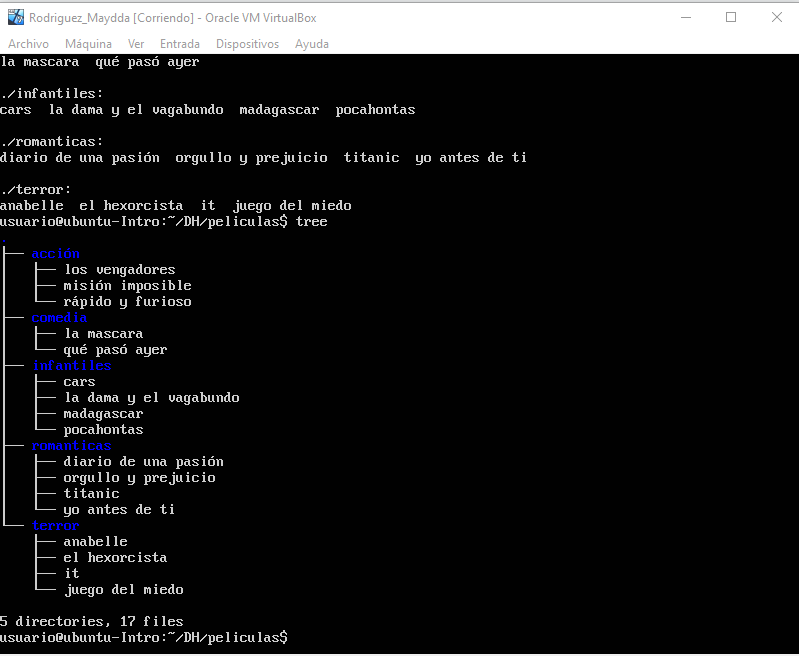 Rodriguez_Maydda [Corriendo] - Oracle VM VirtualBox
Archivo Máquina Ver Entrada Dispositivos Ayuda
la mascara  qué pasó ayer
./infantiles:
cars  la dama y el vagabundo  madagascar  pocahontas
./romanticas:
diario de una pasión  orgullo y prejuicio  titanic  yo antes de ti
./terror:
anabelle  el hexorcista  it  juego del miedo
usuario@ubuntu-Intro:~/DH/peliculas$ tree
.
├── acción
│   ├── los vengadores
│   ├── misión imposible
│   └── rápido y furioso
├── comedia
│   ├── la mascara
│   └── qué pasó ayer
├── infantiles
│   ├── cars
│   ├── la dama y el vagabundo
│   ├── madagascar
│   └── pocahontas
├── romanticas
│   ├── diario de una pasión
│   ├── orgullo y prejuicio
│   ├── titanic
│   └── yo antes de ti
└── terror
    ├── anabelle
    ├── el hexorcista
    ├── it
    └── juego del miedo
5 directories, 17 files
usuario@ubuntu-Intro:~/DH/peliculas$